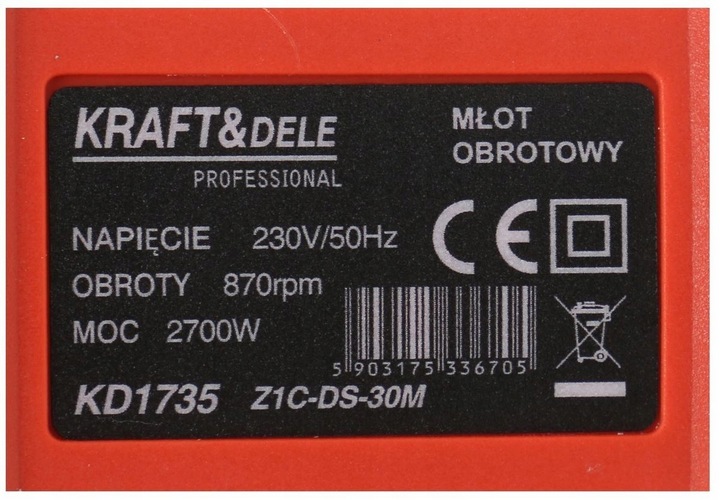 KRAFT&DELE
PROFESSIONAL
MŁOT
OBROTOWY
NAPIĘCIE 230V/50Hz
OBROTY 870rpm
MOC 2700W
CE
5 903175 336705
KD1735 Z1C-DS-30M